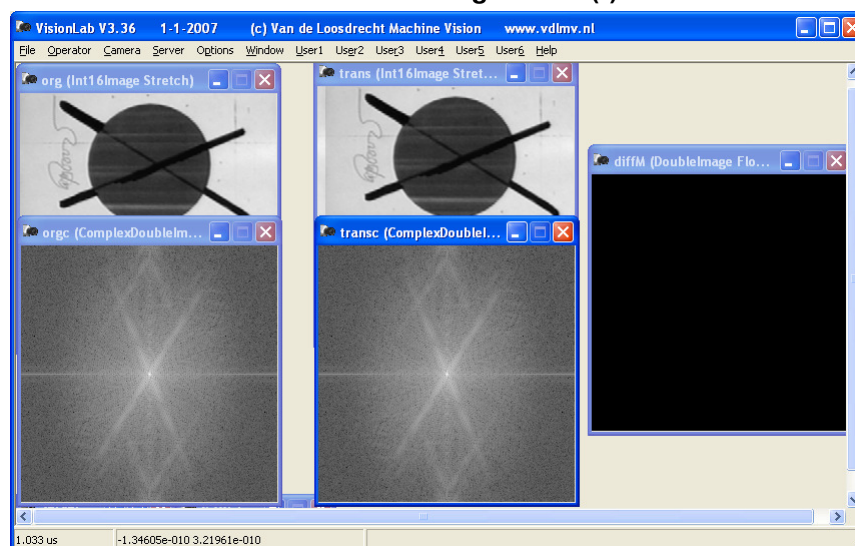 VisionLab V3.36 1-1-2007 (c) Van de Loosdrecht Machine Vision www.vdlmv.nl
File Operator Camera Server Options Window User1 User2 User3 User4 User5 User6 Help
org (Int16Image Stretch)
trans (Int16Image Stret...
diffM (DoubleImage Flo...
orgc (ComplexDoubleIm...
transc (ComplexDoubleI...
1.033 us
-1.34605e-010 3.21961e-010